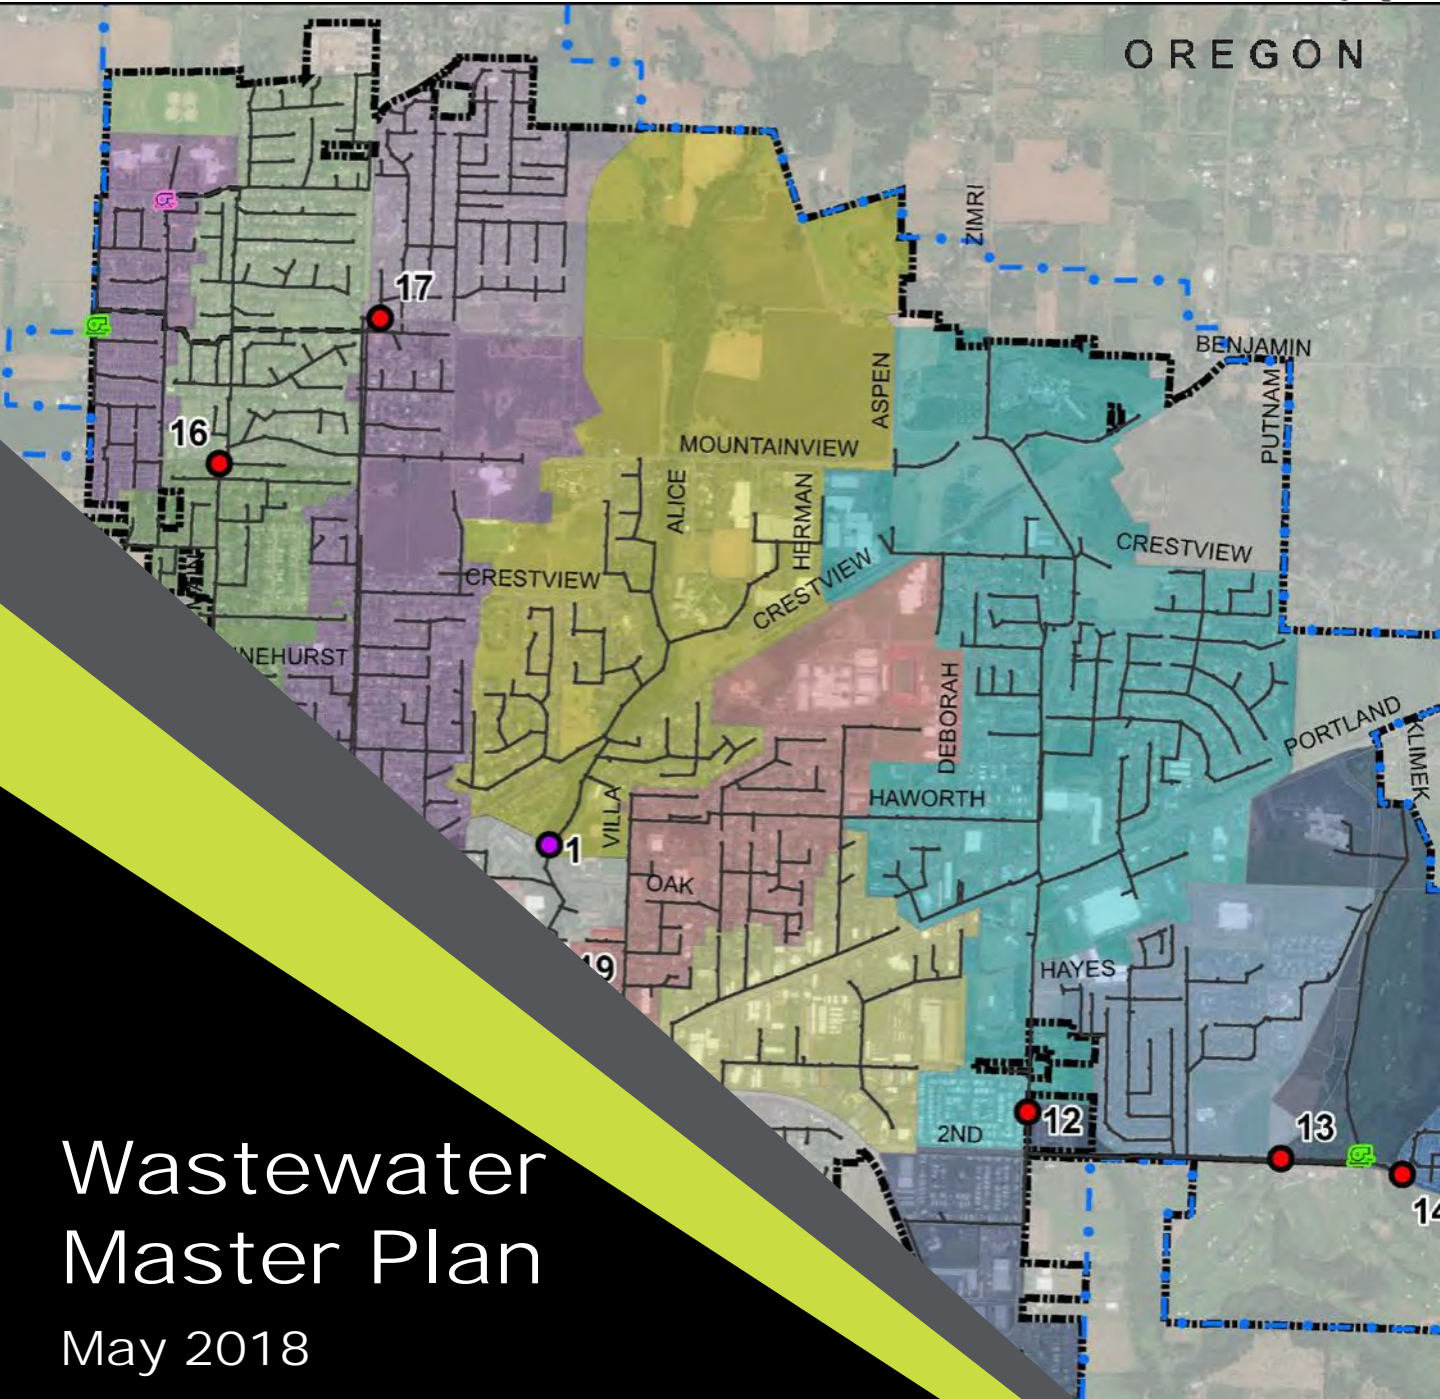 OREGON
ZIMRI
17
BENJAMIN
PUTNAM
ASPEN
16
MOUNTAINVIEW
ALICE
HERMAN
CRESTVIEW
CRESTVIEW
CRESTVIEW
NEHURST
DEBORAH
PORTLAND
KLIMEK
HAWORTH
VILLA
1
OAK
19
HAYES
12
2ND
13
14
Wastewater
Master Plan
May 2018